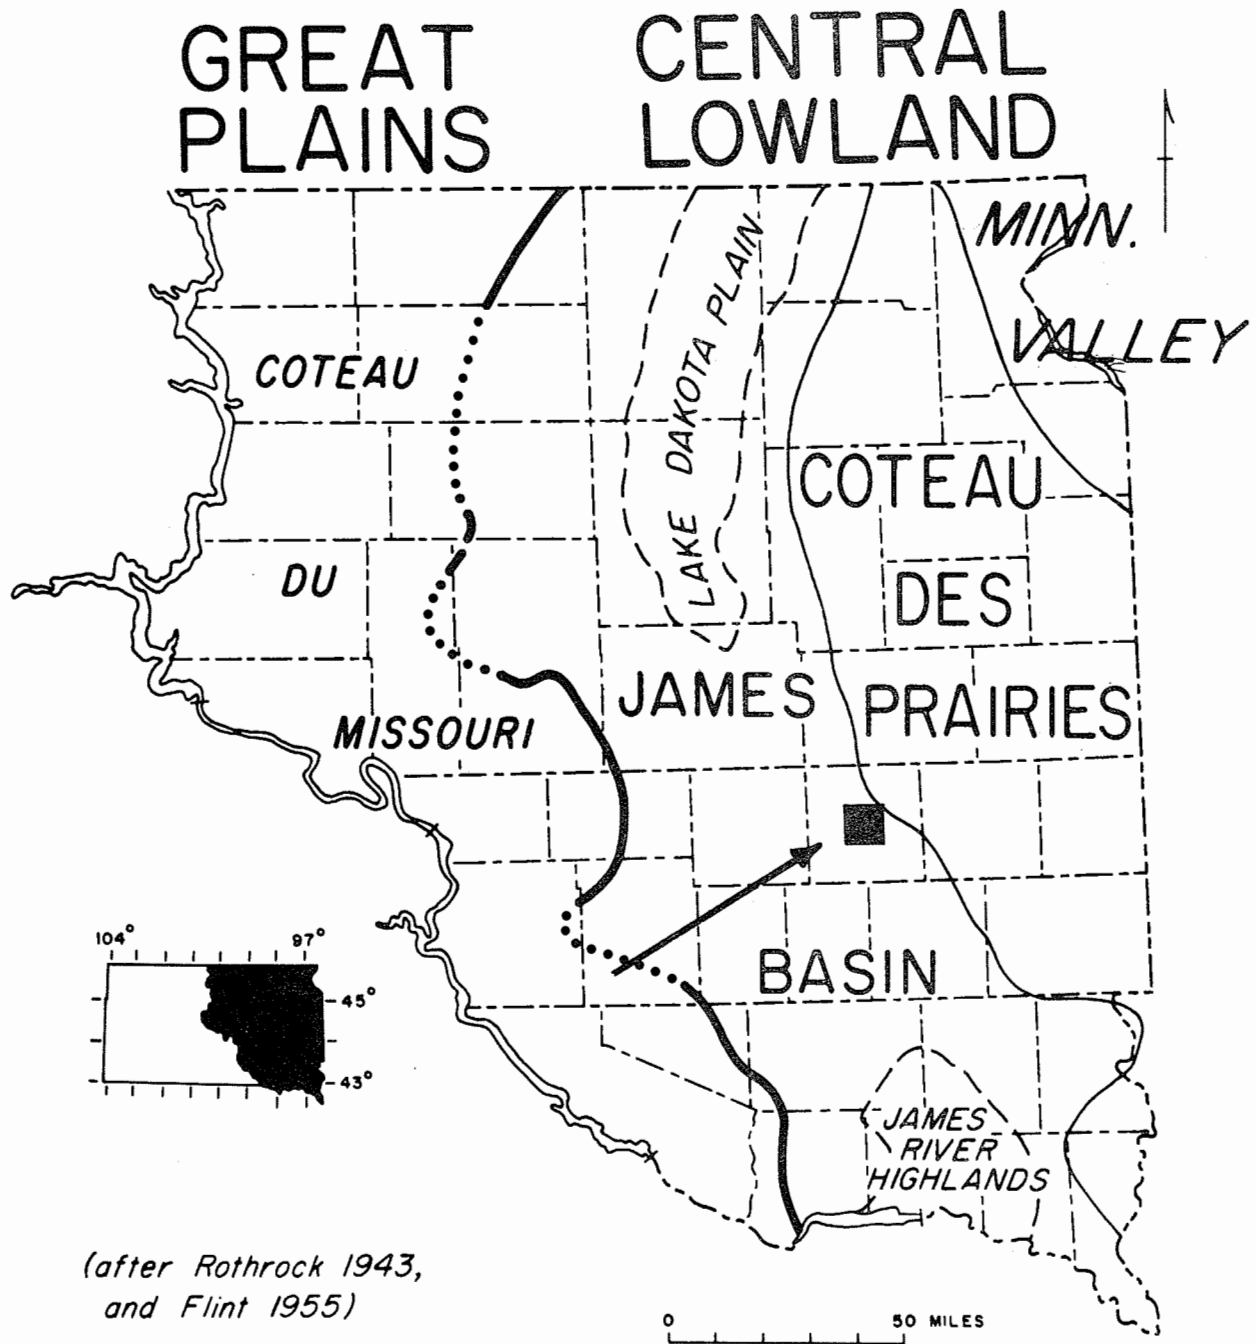 GREAT
PLAINS
CENTRAL
LOWLAND
MINN.
VALLEY
COTEAU
LAKE DAKOTA PLAIN
COTEAU
DU
DES
MISSOURI
JAMES
PRAIRIES
104°
97°
45°
43°
BASIN
JAMES
RIVER
HIGHLANDS
(after Rothrock 1943,
and Flint 1955)
0
50 MILES